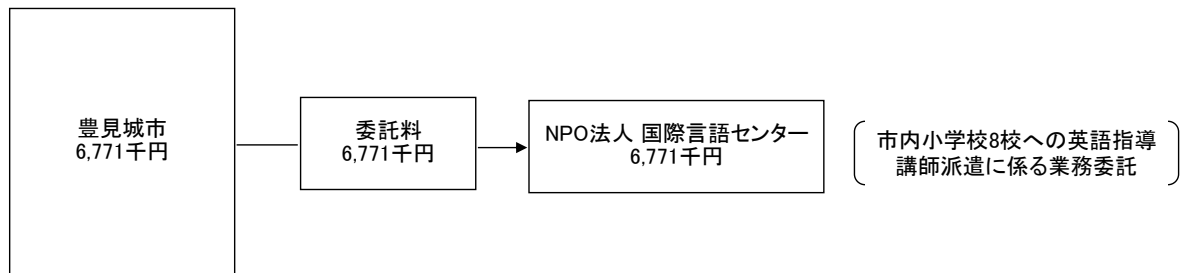 豊見城市
6,771千円
委託料
6,771千円
NPO法人 国際言語センター
6,771千円
市内小学校8校への英語指導
講師派遣に係る業務委託